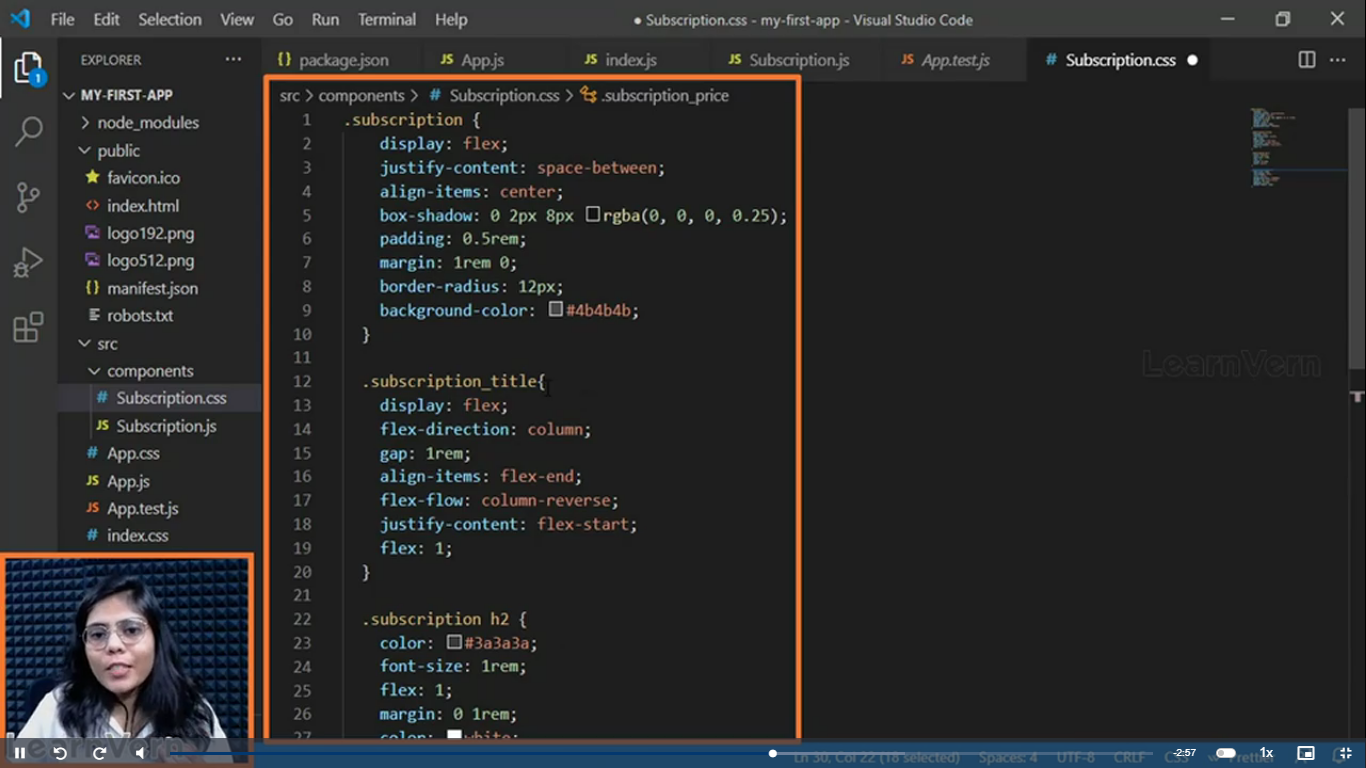 File Edit Selection View Go Run Terminal Help ● Subscription.css - my-first-app - Visual Studio Code
EXPLORER ··· {} package.json JS App.js JS index.js JS Subscription.js JS App.test.js # Subscription.css ● ···
1
MY-FIRST-APP
node_modules
public
favicon.ico
<> index.html
logo192.png
logo512.png
{} manifest.json
robots.txt
src
components
# Subscription.css
JS Subscription.js
# App.css
JS App.js
JS App.test.js
# index.css
src > components > # Subscription.css > .subscription_price
1 .subscription {
2 display: flex;
3 justify-content: space-between;
4 align-items: center;
5 box-shadow: 0 2px 8px rgba(0, 0, 0, 0.25);
6 padding: 0.5rem;
7 margin: 1rem 0;
8 border-radius: 12px;
9 background-color: #4b4b4b;
10 }
11
12 .subscription_title{
13 display: flex;
14 flex-direction: column;
15 gap: 1rem;
16 align-items: flex-end;
17 flex-flow: column-reverse;
18 justify-content: flex-start;
19 flex: 1;
20 }
21
22 .subscription h2 {
23 color: #3a3a3a;
24 font-size: 1rem;
25 flex: 1;
26 margin: 0 1rem;
27 color: white;
LearnVern
LearnVern
Ln 30, Col 22 (18 selected) Spaces: 4 UTF-8 CRLF CSS Prettier
-2:57 1x